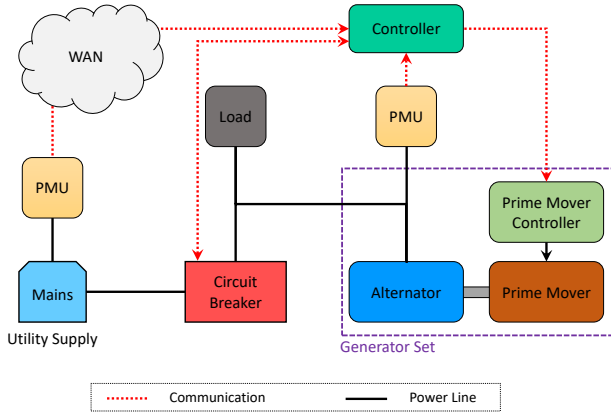 WAN
Controller
Load
PMU
PMU
Prime Mover
Controller
Mains
Circuit
Breaker
Alternator
Prime Mover
Utility Supply
Generator Set
Communication
Power Line